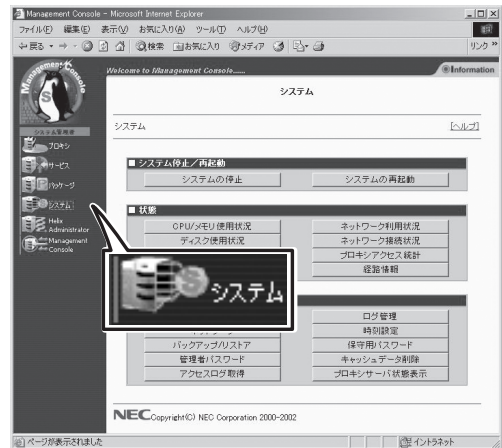 Management Console - Microsoft Internet Explorer
ファイル(F) 編集(E) 表示(V) お気に入り(A) ツール(T) ヘルプ(H)
戻る 検索 お気に入り メディア リンク »
Management Console
Welcome to Management Console......
Information
システム
システム [ヘルプ]
システム管理者
プロキシ
サービス
パッケージ
システム
Helix Administrator
Management Console
■ システム停止/再起動
システムの停止 システムの再起動
■ 状態
CPU/メモリ使用状況 ネットワーク利用状況
ディスク使用状況 ネットワーク接続状況
プロキシアクセス統計
経路情報
システム
ログ管理
時刻設定
バックアップ/リストア 保守用パスワード
管理者パスワード キャッシュデータ削除
アクセスログ取得 プロキシサーバ状態表示
NEC Copyright(C) NEC Corporation 2000-2002
ページが表示されました イントラネット